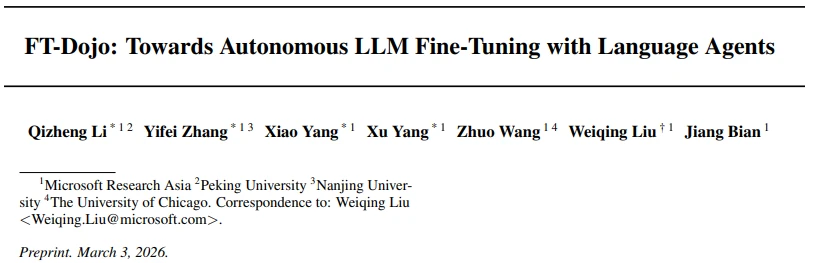 FT-Dojo: Towards Autonomous LLM Fine-Tuning with Language Agents
Qizheng Li * 1 2 Yifei Zhang * 1 3 Xiao Yang * 1 Xu Yang * 1 Zhuo Wang 1 4 Weiqing Liu † 1 Jiang Bian 1
1Microsoft Research Asia 2Peking University 3Nanjing Univer-
sity 4The University of Chicago. Correspondence to: Weiqing Liu
<Weiqing.Liu@microsoft.com>.
Preprint. March 3, 2026.